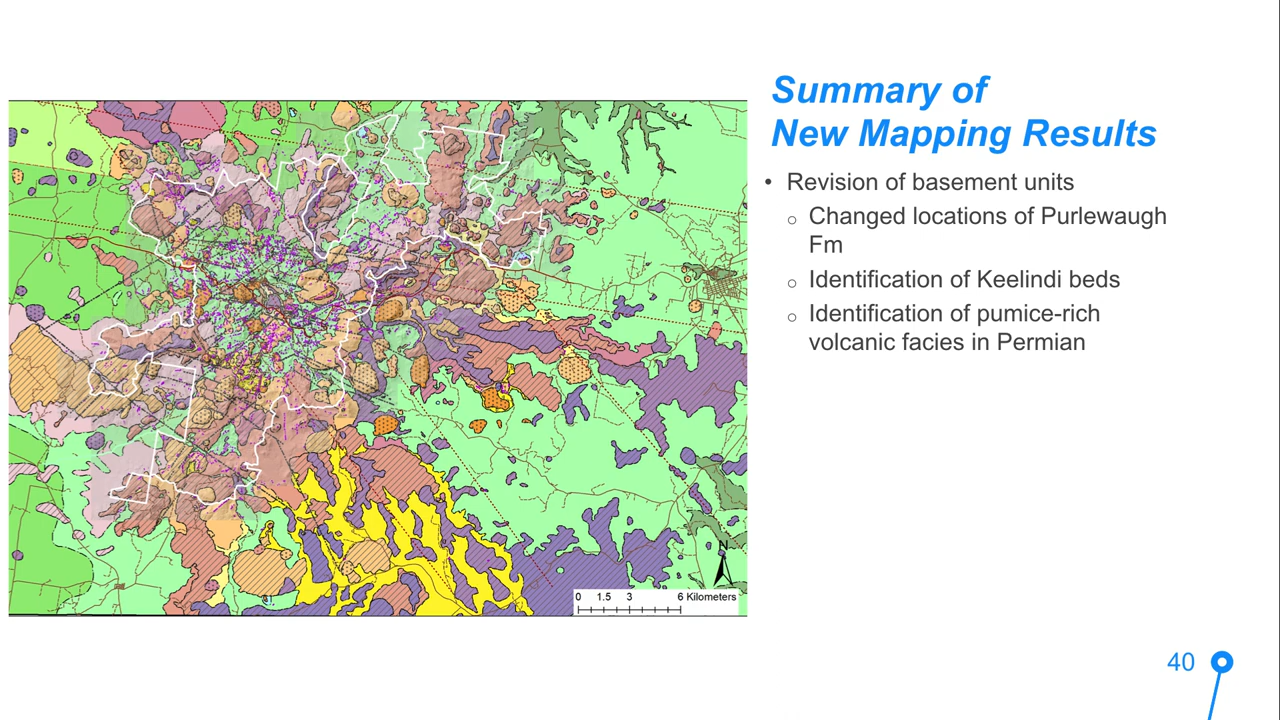 Summary of
New Mapping Results
• Revision of basement units
o Changed locations of Purlewaugh
Fm
o Identification of Keelindi beds
o Identification of pumice-rich
volcanic facies in Permian
N
0 1.5 3 6 Kilometers
40